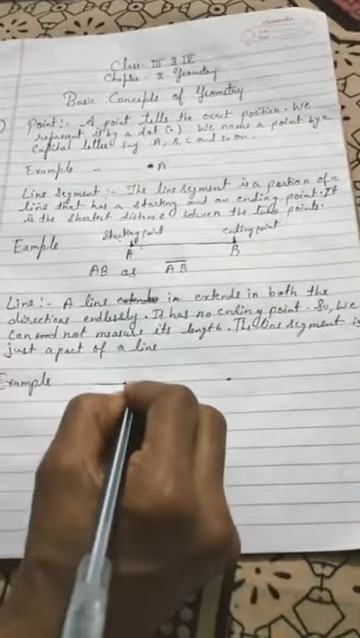 Class - III & IV
Chapter - 8 Geometry
Basic Concepts of Geometry
Point :- A point tells the exact position. We
represent it by a dot (.) We name a point by a
capital letter say A, B, C and so on.
Example - • A
Line Segment :- The line segment is a portion of a
line that has a starting and an ending point. It
is the shortest distance between the two points.
Starting point ending point
Eample A B
AB as AB
Line :- A line in extends in both the
directions endlessly. It has no ending point. So, We
can not measure its length. The line segment is
just a part of a line
Example